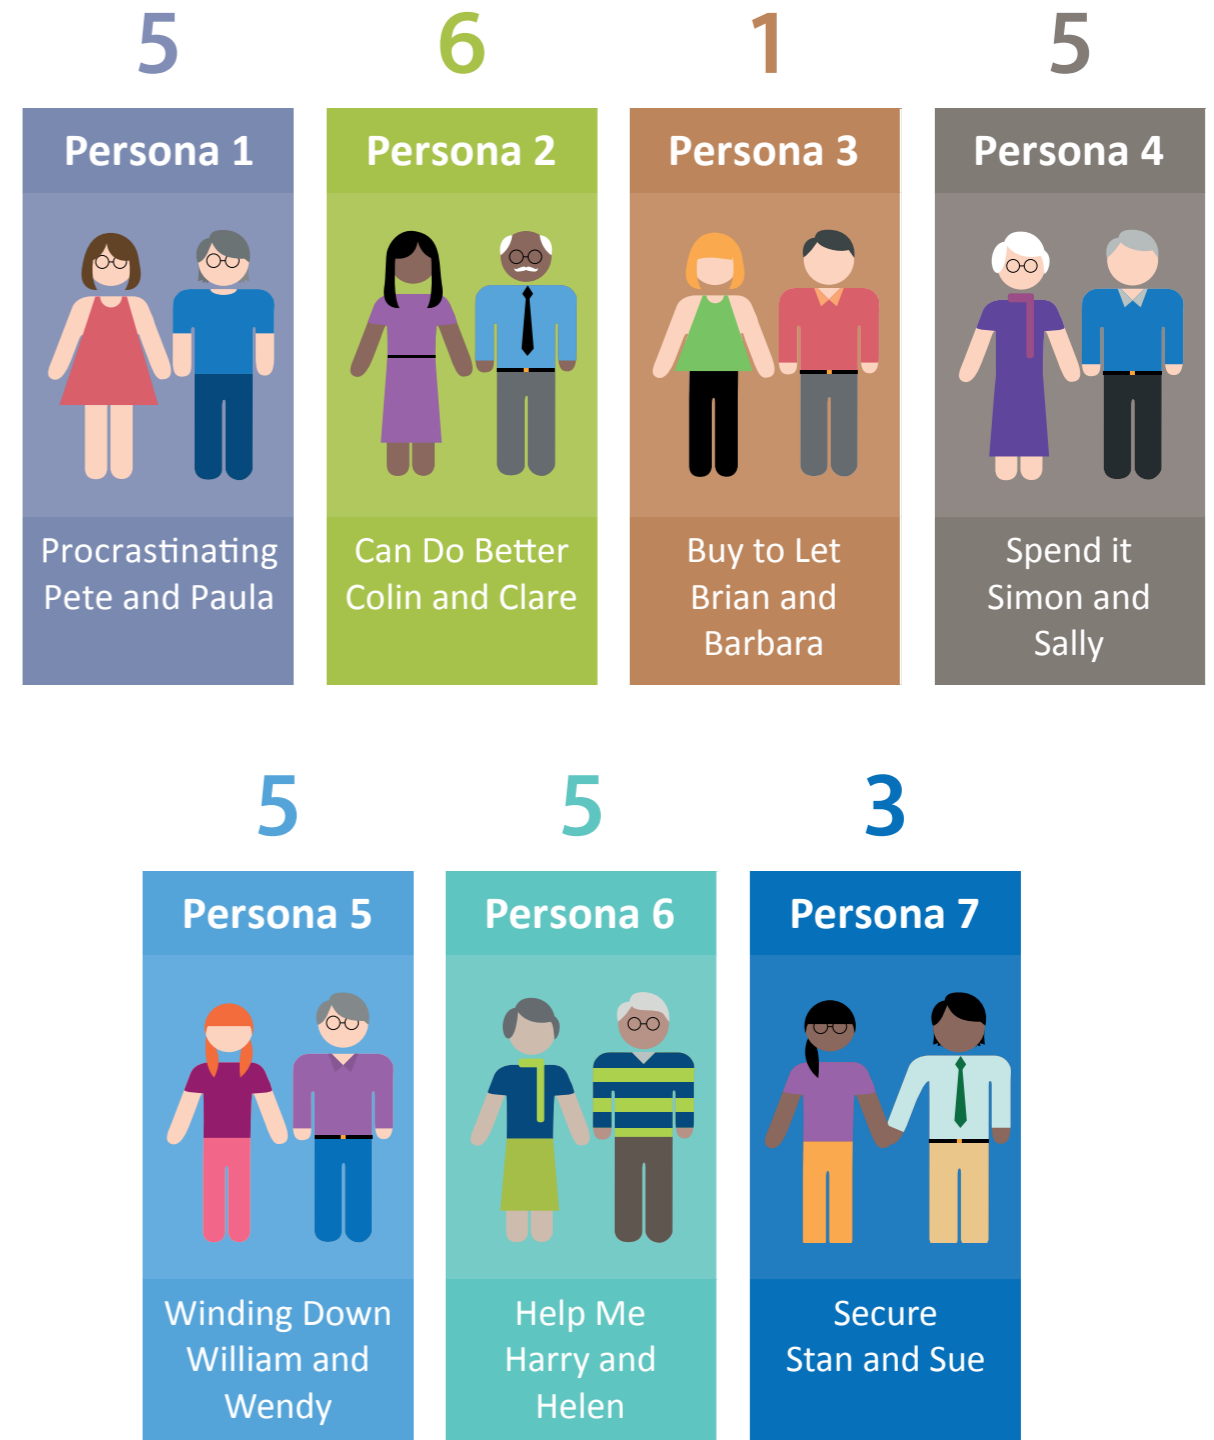 5 6 1 5
Persona 1 Persona 2 Persona 3 Persona 4
Procrastinating
Pete and Paula
Can Do Better
Colin and Clare
Buy to Let
Brian and
Barbara
Spend it
Simon and
Sally
5 5 3
Persona 5 Persona 6 Persona 7
Winding Down
William and
Wendy
Help Me
Harry and
Helen
Secure
Stan and Sue